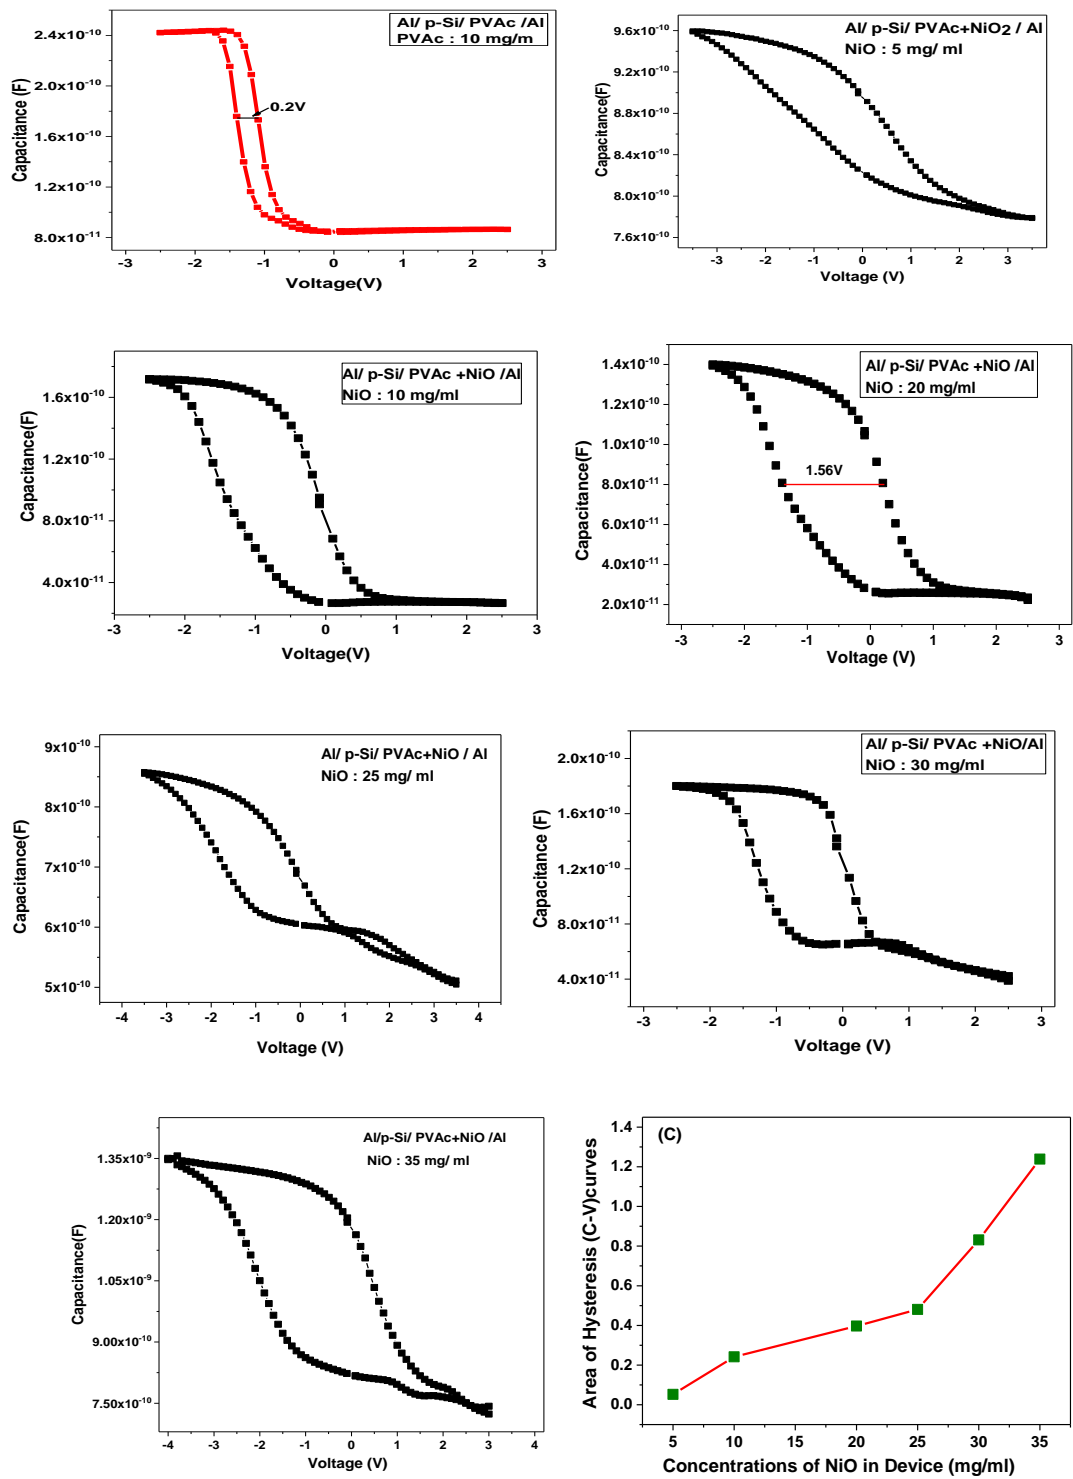 Al/ p-Si/ PVAc /Al
PVAc : 10 mg/m
2.4x10⁻¹⁰
2.0x10⁻¹⁰
1.6x10⁻¹⁰
1.2x10⁻¹⁰
8.0x10⁻¹¹
Capacitance (F)
0.2V
-3 -2 -1 0 1 2 3
Voltage(V)
Al/ p-Si/ PVAc+NiO₂ / Al
NiO : 5 mg/ ml
9.6x10⁻¹⁰
9.2x10⁻¹⁰
8.8x10⁻¹⁰
8.4x10⁻¹⁰
8.0x10⁻¹⁰
7.6x10⁻¹⁰
Capacitance(F)
-3 -2 -1 0 1 2 3
Voltage (V)
Al/ p-Si/ PVAc +NiO /Al
NiO : 10 mg/ml
1.6x10⁻¹⁰
1.2x10⁻¹⁰
8.0x10⁻¹¹
4.0x10⁻¹¹
Capacitance(F)
-3 -2 -1 0 1 2 3
Voltage(V)
Al/ p-Si/ PVAc +NiO /Al
NiO : 20 mg/ml
1.4x10⁻¹⁰
1.2x10⁻¹⁰
1.0x10⁻¹⁰
8.0x10⁻¹¹
6.0x10⁻¹¹
4.0x10⁻¹¹
2.0x10⁻¹¹
Capacitance(F)
1.56V
-3 -2 -1 0 1 2 3
Voltage (V)
Al/ p-Si/ PVAc+NiO / Al
NiO : 25 mg/ ml
9x10⁻¹⁰
8x10⁻¹⁰
7x10⁻¹⁰
6x10⁻¹⁰
5x10⁻¹⁰
Capacitance(F)
-4 -3 -2 -1 0 1 2 3 4
Voltage (V)
Al/ p-Si/ PVAc +NiO/Al
NiO : 30 mg/ml
2.0x10⁻¹⁰
1.6x10⁻¹⁰
1.2x10⁻¹⁰
8.0x10⁻¹¹
4.0x10⁻¹¹
Capacitance (F)
-3 -2 -1 0 1 2 3
Voltage (V)
Al/p-Si/ PVAc+NiO /Al
NiO : 35 mg/ ml
1.35x10⁻⁹
1.20x10⁻⁹
1.05x10⁻⁹
9.00x10⁻¹⁰
7.50x10⁻¹⁰
Capacitance(F)
-4 -3 -2 -1 0 1 2 3 4
Voltage (V)
(C)
1.4
1.2
1.0
0.8
0.6
0.4
0.2
0.0
Area of Hysteresis (C-V)curves
5 10 15 20 25 30 35
Concentrations of NiO in Device (mg/ml)